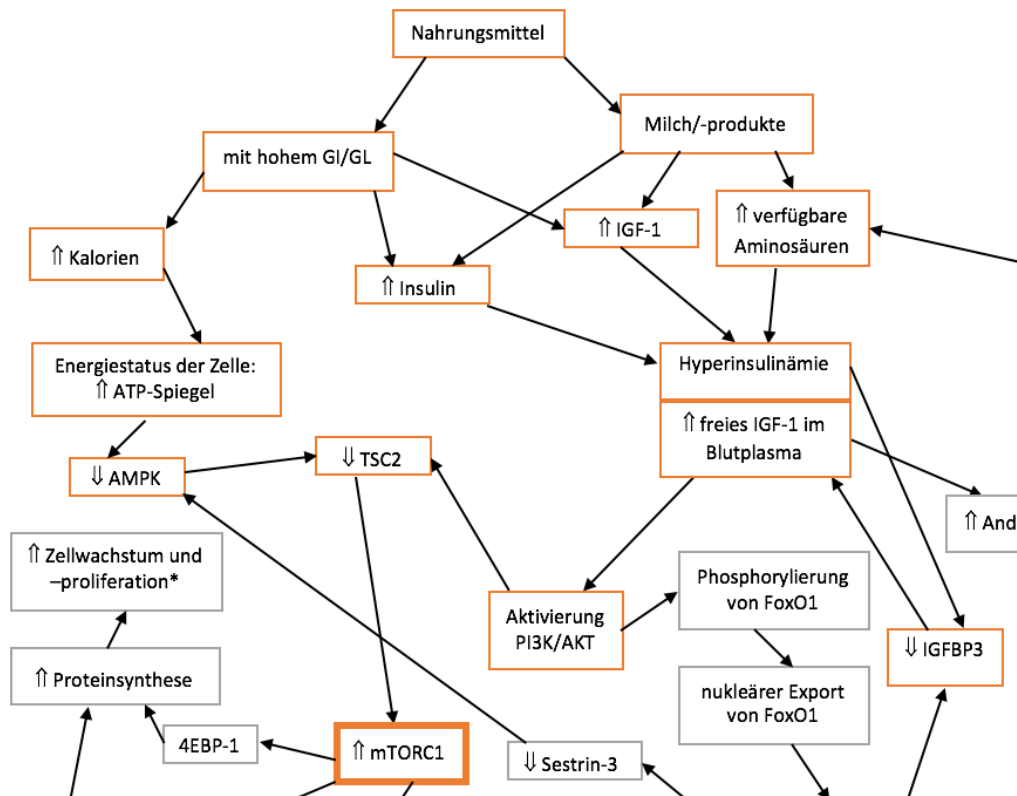 Nahrungsmittel
Milch/-produkte
mit hohem GI/GL
⇑ IGF-1
⇑ verfügbare
Aminosäuren
⇑ Kalorien
⇑ Insulin
Energiestatus der Zelle:
⇑ ATP-Spiegel
Hyperinsulinämie
⇑ freies IGF-1 im
Blutplasma
⇓ AMPK
⇓ TSC2
⇑ And
⇑ Zellwachstum und
–proliferation*
Phosphorylierung
von FoxO1
Aktivierung
PI3K/AKT
⇓ IGFBP3
⇑ Proteinsynthese
nukleärer Export
von FoxO1
4EBP-1
⇑ mTORC1
⇓ Sestrin-3